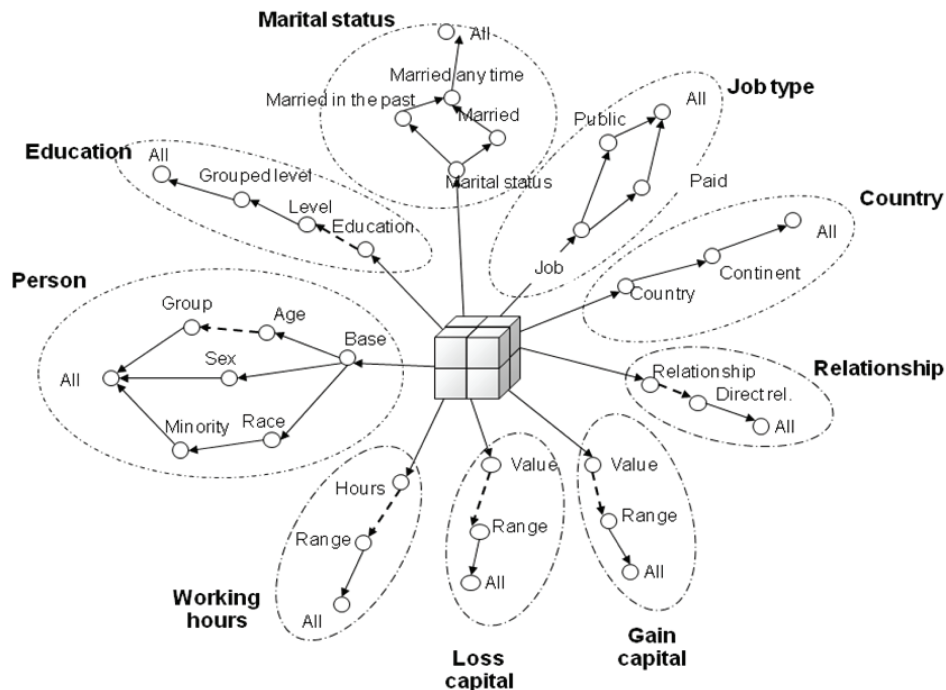 Marital status
All
Married any time
Married in the past
Married
Marital status
Job type
All
Public
Paid
Job
Education
All
Grouped level
Level
Education
Country
All
Continent
Country
Person
Group
Age
Base
Sex
All
Minority
Race
Relationship
Relationship
Direct rel.
All
Hours
Range
All
Working
hours
Value
Range
All
Loss
capital
Value
Range
All
Gain
capital